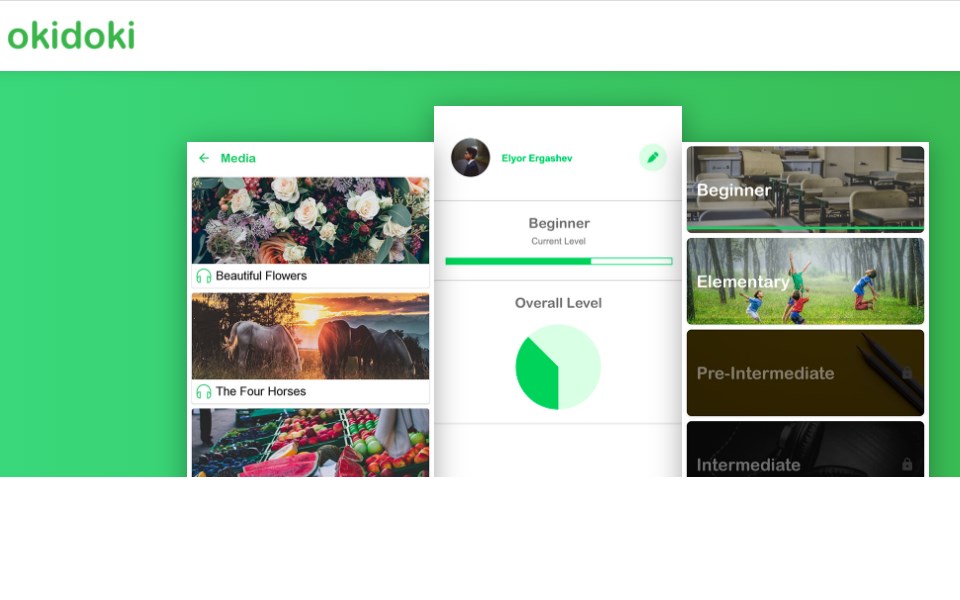 okidoki
Media
Beautiful Flowers
The Four Horses
Elyor Ergashev
Beginner
Current Level
Overall Level
Beginner
Elementary
Pre-Intermediate
Intermediate